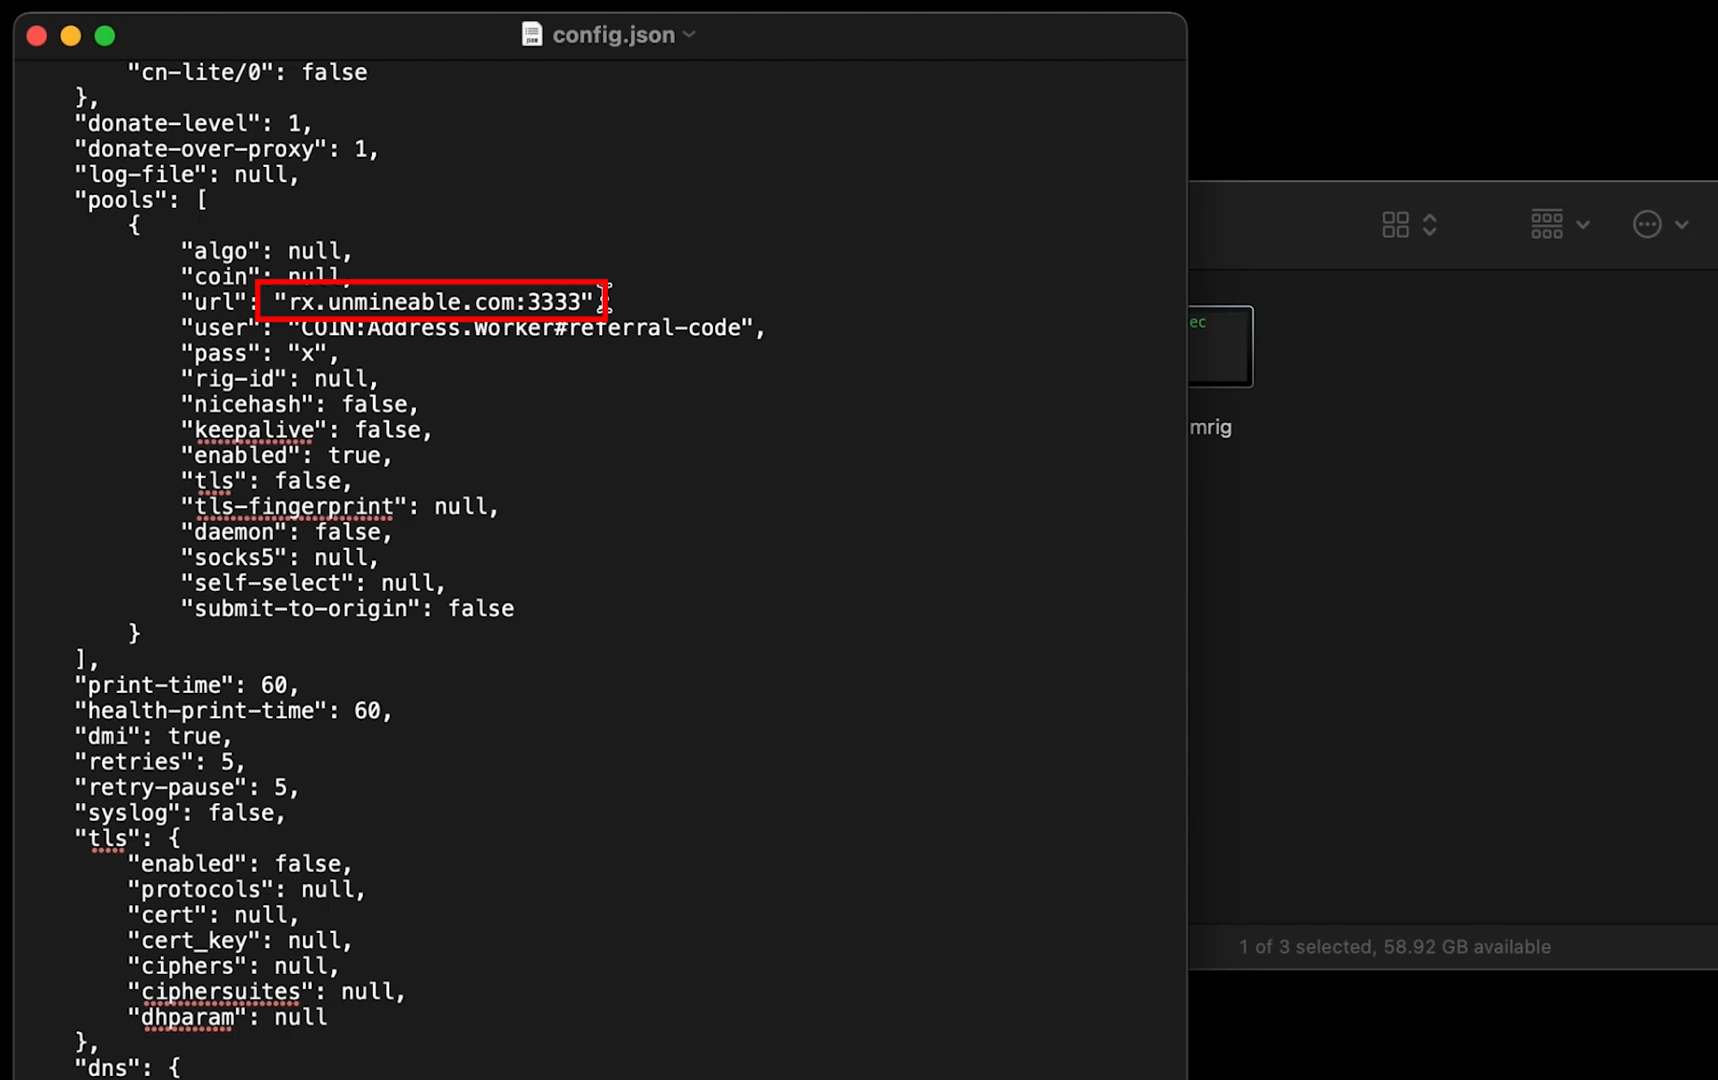 config.json
"cn-lite/0": false
},
"donate-level": 1,
"donate-over-proxy": 1,
"log-file": null,
"pools": [
{
"algo": null,
"coin": null,
"url": "rx.unmineable.com:3333",
"user": "COIN:Address.Worker#referral-code",
"pass": "x",
"rig-id": null,
"nicehash": false,
"keepalive": false,
"enabled": true,
"tls": false,
"tls-fingerprint": null,
"daemon": false,
"socks5": null,
"self-select": null,
"submit-to-origin": false
}
],
"print-time": 60,
"health-print-time": 60,
"dmi": true,
"retries": 5,
"retry-pause": 5,
"syslog": false,
"tls": {
"enabled": false,
"protocols": null,
"cert": null,
"cert_key": null,
"ciphers": null,
"ciphersuites": null,
"dhparam": null
},
"dns": {
ec
mrig
1 of 3 selected, 58.92 GB available